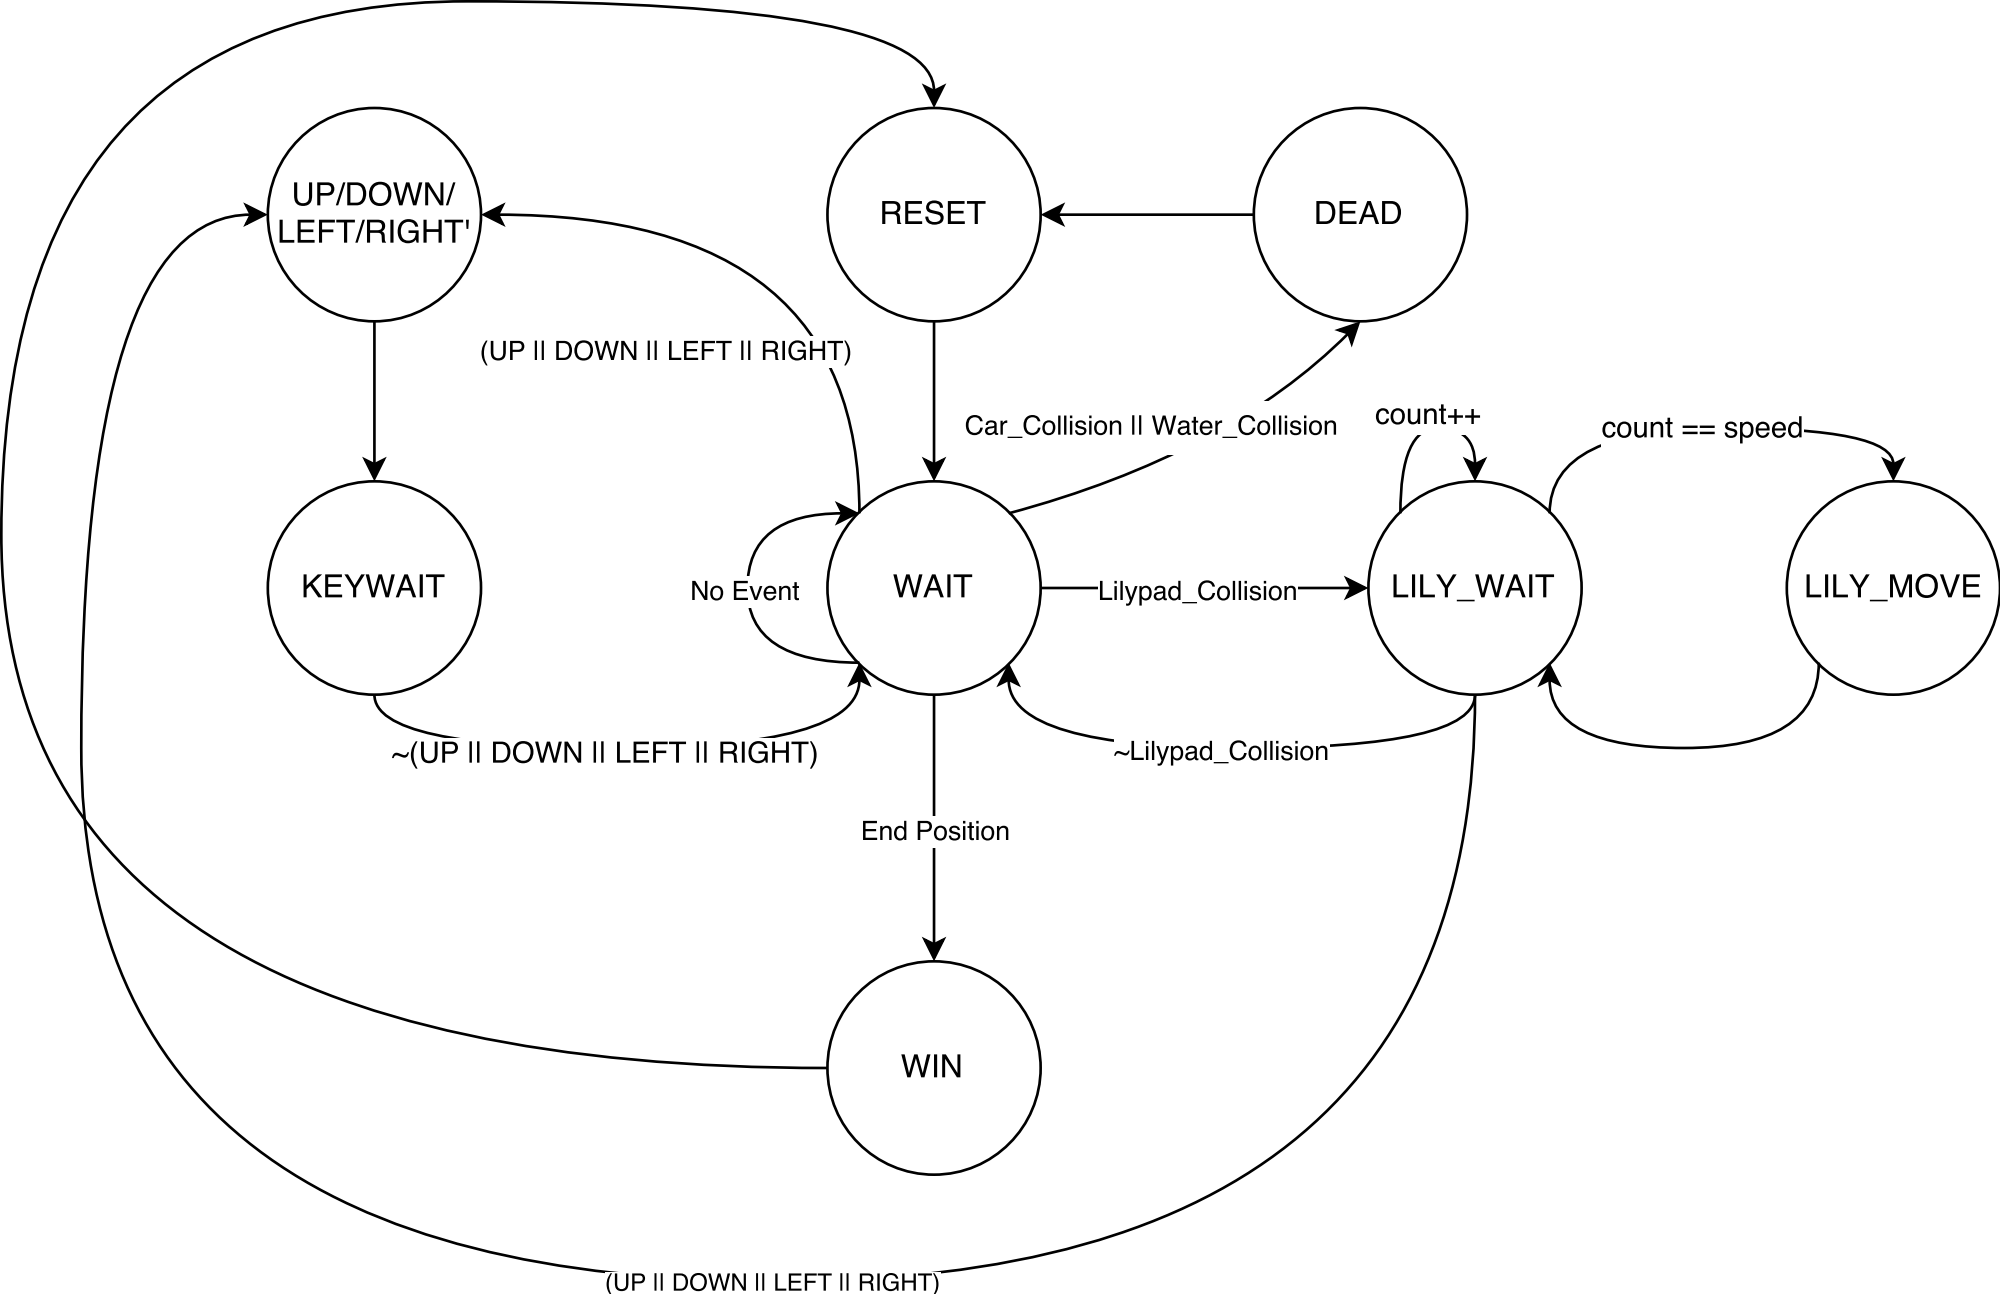 UP/DOWN/
LEFT/RIGHT'
RESET
DEAD
(UP || DOWN || LEFT || RIGHT)
Car_Collision || Water_Collision
count++
count == speed
KEYWAIT
No Event
WAIT
Lilypad_Collision
LILY_WAIT
LILY_MOVE
~(UP || DOWN || LEFT || RIGHT)
~Lilypad_Collision
End Position
WIN
(UP || DOWN || LEFT || RIGHT)